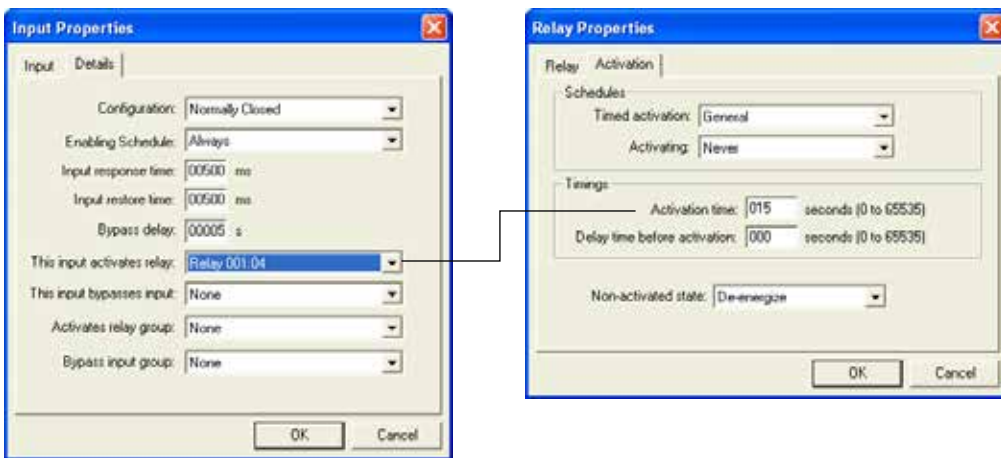 Input Properties
Input Details
Configuration: Normally Closed
Enabling Schedule: Always
Input response time: 00500 ms
Input restore time: 00500 ms
Bypass delay: 00005 s
This input activates relay: Relay 001:04
This input bypasses input: None
Activates relay group: None
Bypass input group: None
OK Cancel
Relay Properties
Relay Activation
Schedules
Timed activation: General
Activating: Never
Timings
Activation time: 015 seconds (0 to 65535)
Delay time before activation: 000 seconds (0 to 65535)
Non-activated state: De-energize
OK Cancel